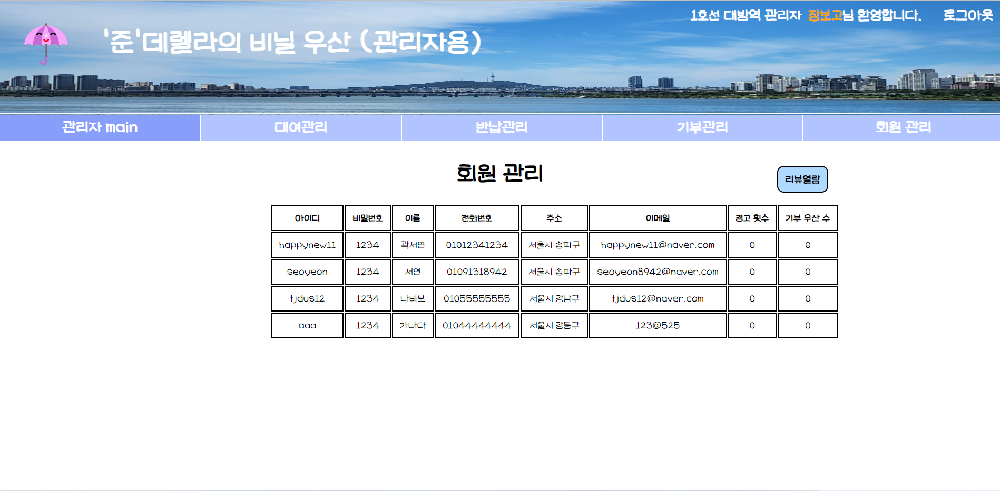 1호선 대방역 관리자 장보고님 환영합니다. 로그아웃
'준'데렐라의 비닐 우산 (관리자용)
관리자 main 대여관리 반납관리 기부관리 회원 관리
회원 관리
리뷰열람
아이디 비밀번호 이름 전화번호 주소 이메일 경고 횟수 기부 우산 수
happynew11 1234 곽서연 01012341234 서울시 송파구 happynew11@naver.com 0 0
seoyeon 1234 서연 01091318942 서울시 송파구 seoyeon8942@naver.com 0 0
tjdus12 1234 나바보 01055555555 서울시 강남구 tjdus12@naver.com 0 0
aaa 1234 가나다 01044444444 서울시 강동구 123@525 0 0